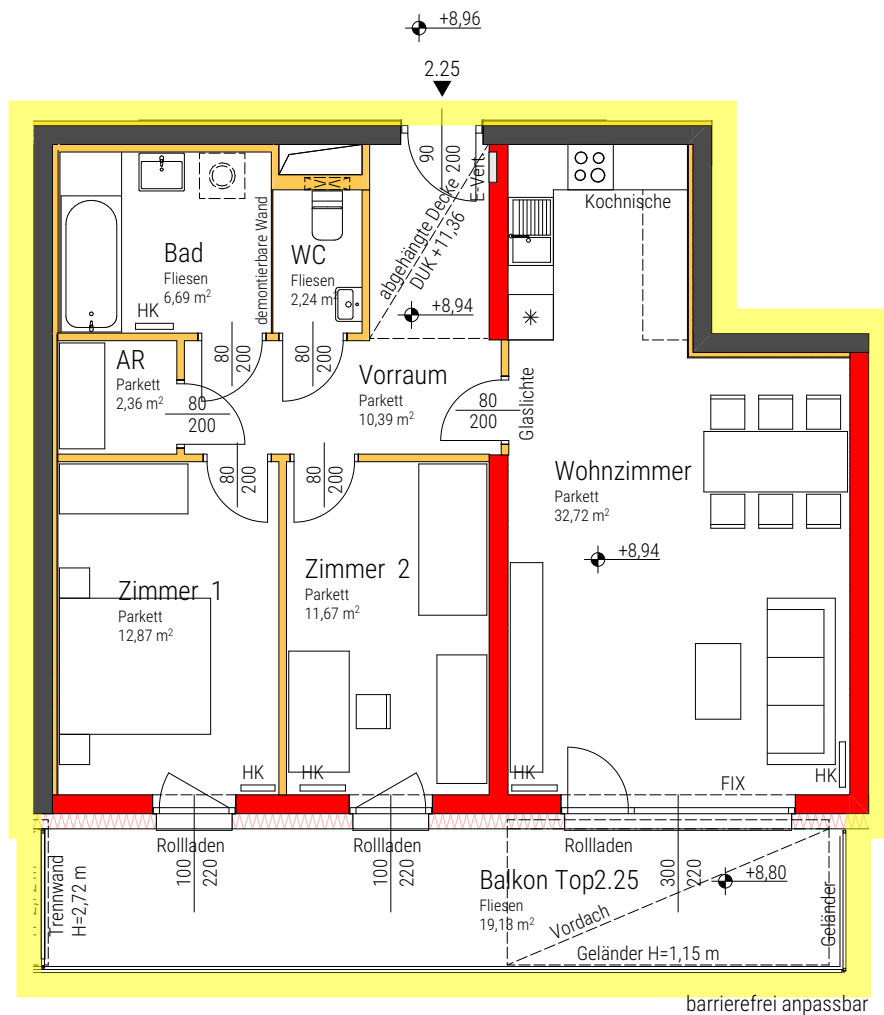 +8,96
2.25
90
200
E-Vert.
abgehängte Decke
DUK +11,36
+8,94
Kochnische
Bad
Fliesen
6,69 m²
HK
demontierbare Wand
WC
Fliesen
2,24 m²
80
200
80
200
AR
Parkett
2,36 m²
80
200
Vorraum
Parkett
10,39 m²
80
200
Glaslichte
80
200
80
200
Wohnzimmer
Parkett
32,72 m²
+8,94
Zimmer 1
Parkett
12,87 m²
Zimmer 2
Parkett
11,67 m²
HK
HK
HK
FIX
HK
Rollladen
100
220
Rollladen
100
220
Rollladen
300
220
Trennwand
H=2,72 m
Balkon Top2.25
Fliesen
19,13 m²
+8,80
Vordach
Geländer
Geländer H=1,15 m
barrierefrei anpassbar